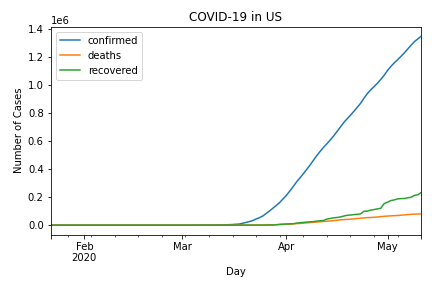 COVID-19 in US
1e6
1.4
1.2
1.0
0.8
0.6
0.4
0.2
0.0
Number of Cases
confirmed
deaths
recovered
Feb
2020
Mar
Apr
May
Day